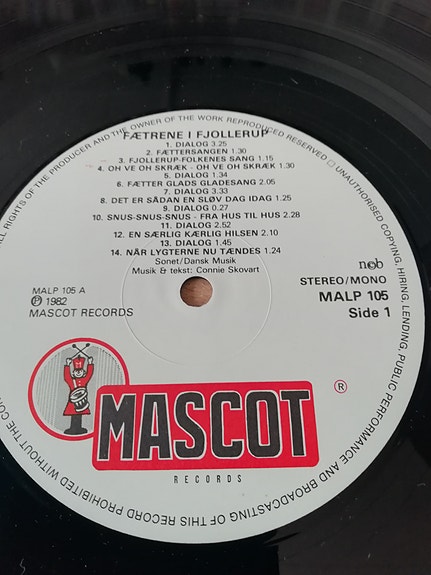 ALL RIGHTS OF THE PRODUCER AND THE OWNER OF THE WORK REPRODUCED RESERVED UNAUTHORISED COPYING, HIRING, LENDING, PUBLIC PERFORMANCE AND BROADCASTING OF THIS RECORD PROHIBITED WITHOUT THE CON
FÆTRENE I FJOLLERUP
1. DIALOG 3.25
2. FÆTTERSANGEN 1.30
3. FJOLLERUP-FOLKENES SANG 1.15
4. OH VE OH SKRÆK - OH VE OH SKRÆK 1.30
5. DIALOG 1.34
6. FÆTTER GLADS GLADESANG 2.05
7. DIALOG 3.33
8. DET ER SÅDAN EN SLØV DAG IDAG 1.25
9. DIALOG 0.27
10. SNUS-SNUS-SNUS - FRA HUS TIL HUS 2.28
11. DIALOG 2.52
12. EN SÆRLIG KÆRLIG HILSEN 2.10
13. DIALOG 1.45
14. NÅR LYGTERNE NU TÆNDES 1.24
Sonet/Dansk Musik
Musik & tekst: Connie Skovart
MALP 105 A
℗ 1982
MASCOT RECORDS
ncb
STEREO/MONO
MALP 105
Side 1
MASCOT ®
RECORDS